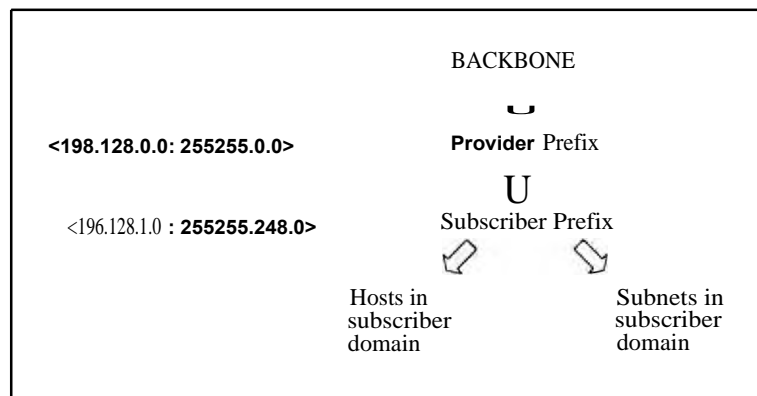 BACKBONE
U
<198.128.0.0: 255255.0.0> Provider Prefix
U
<196.128.1.0 : 255255.248.0> Subscriber Prefix
Hosts in
subscriber
domain
Subnets in
subscriber
domain